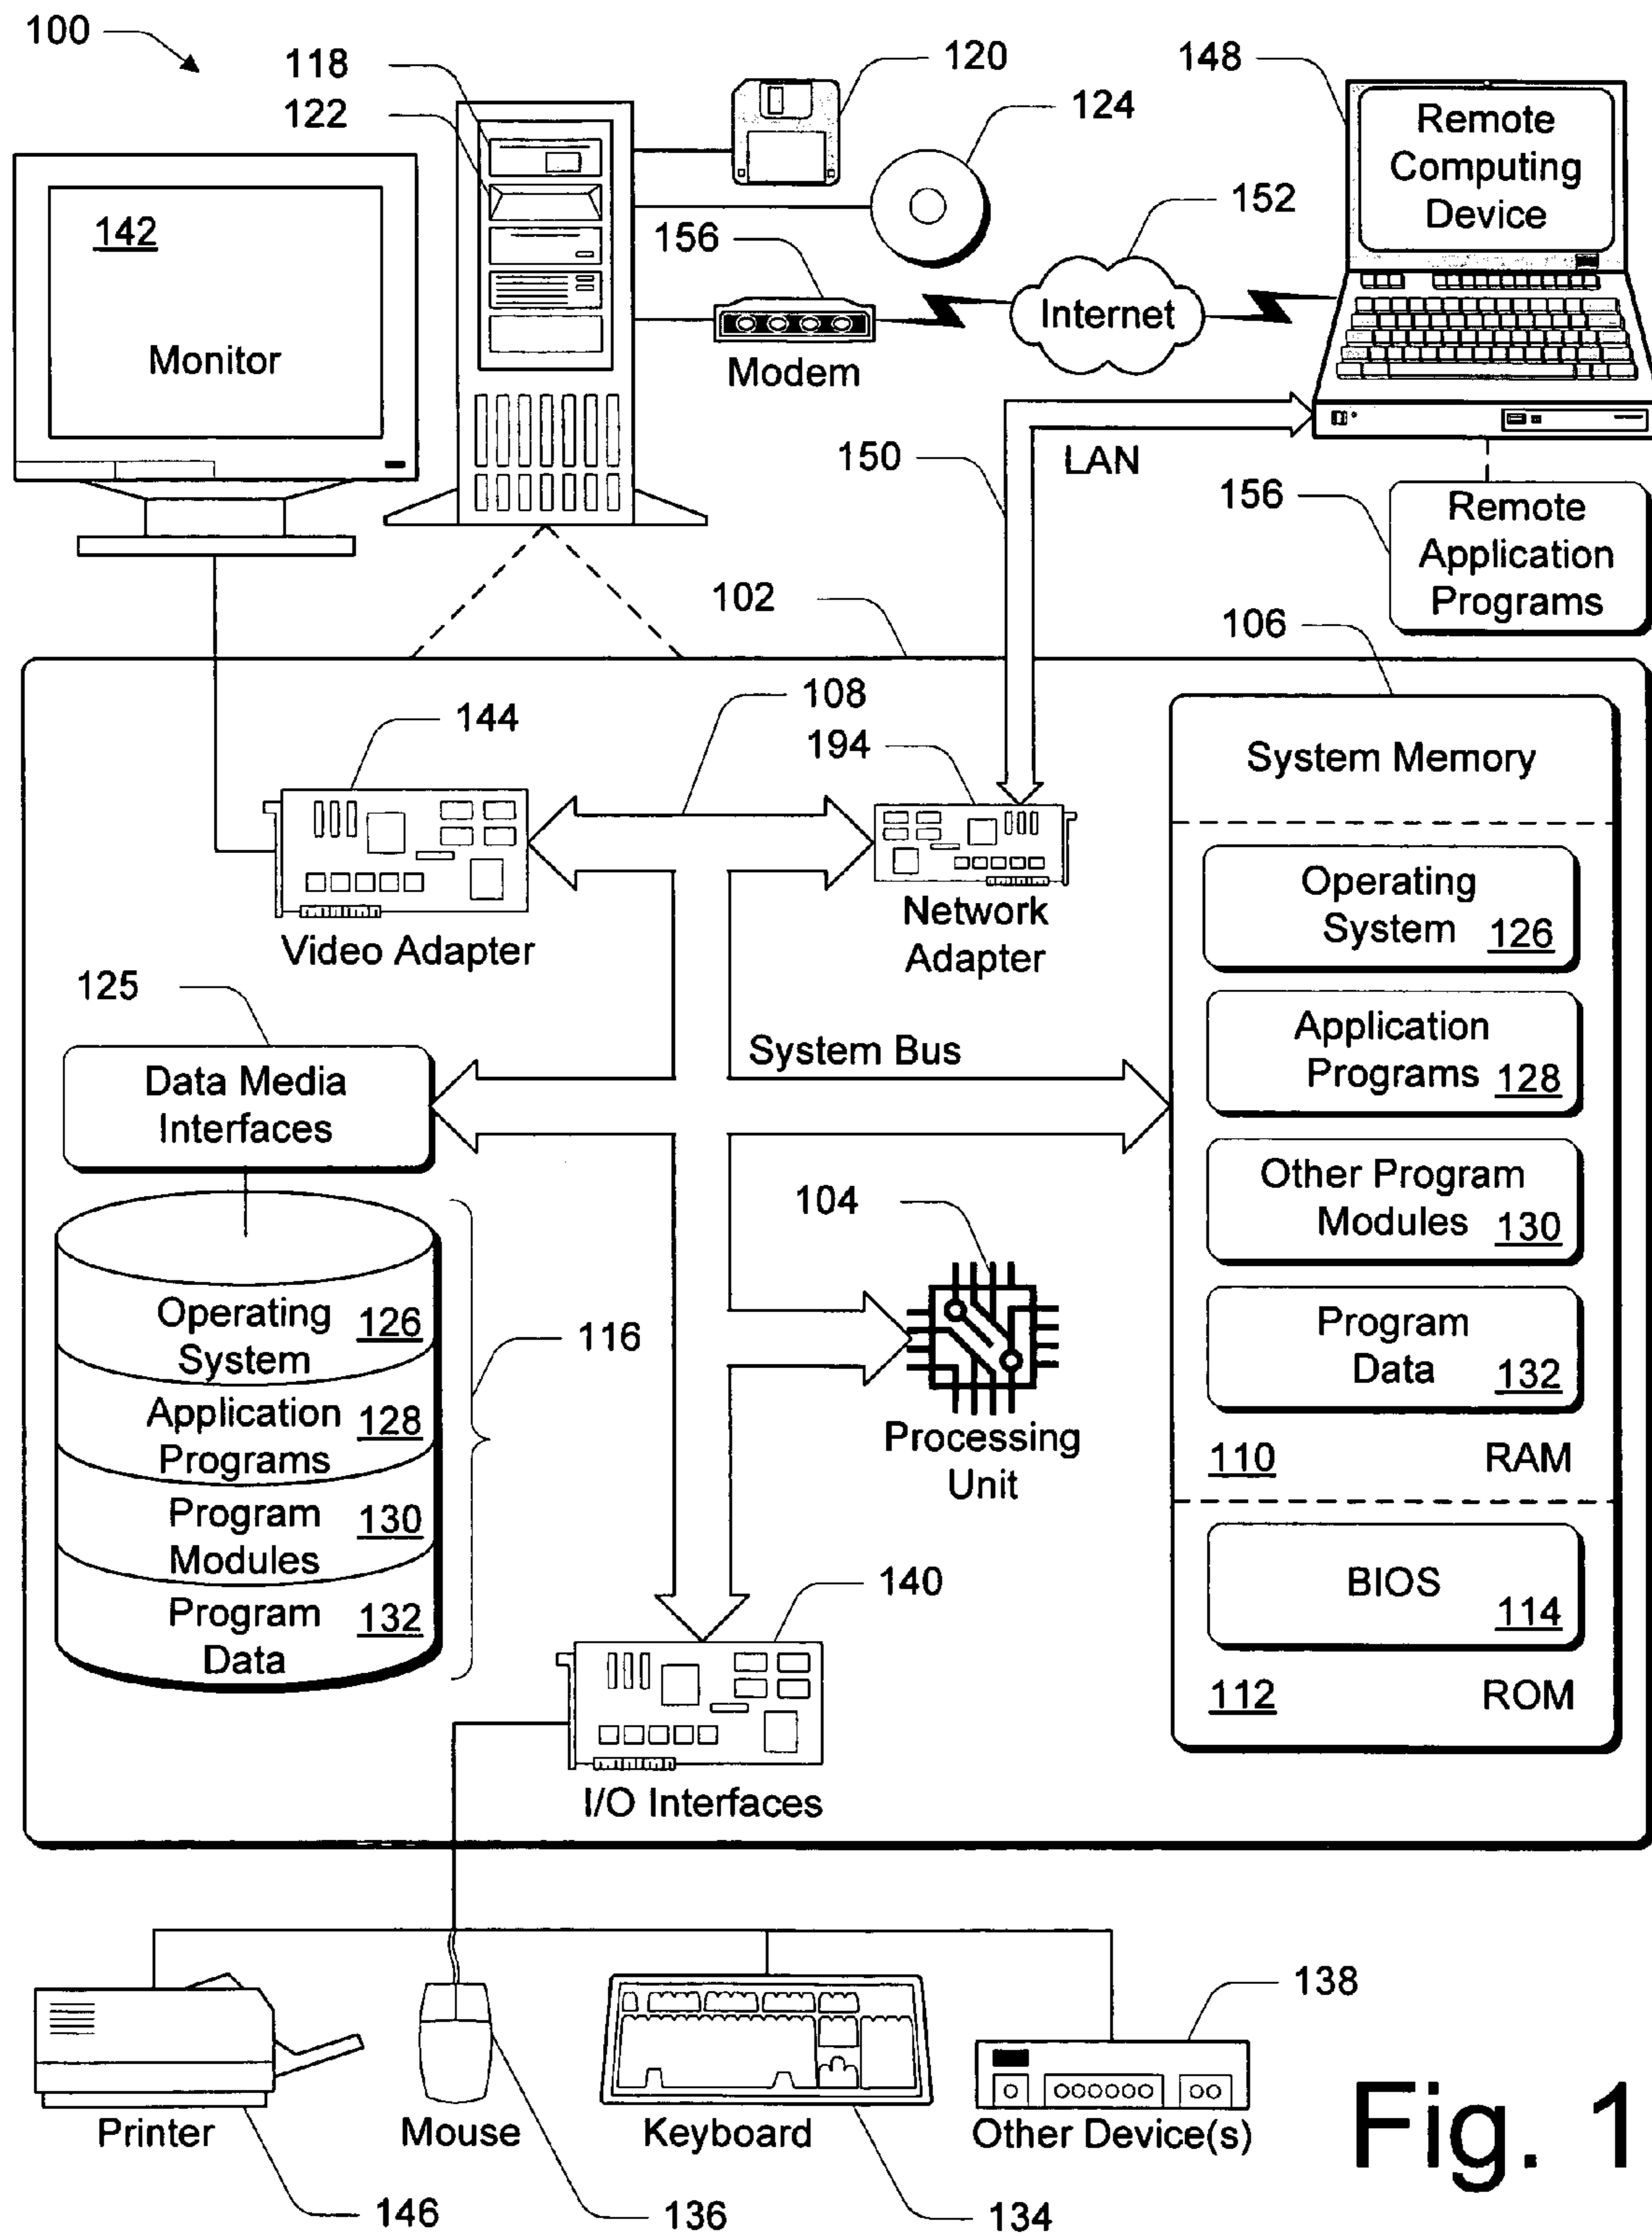 100
118
122
120
124
148
Remote
Computing
Device
142
Monitor
156
Modem
152
Internet
150
LAN
156
Remote
Application
Programs
102
106
108
144
194
Video Adapter
Network
Adapter
System Memory
Operating
System 126
Application
Programs 128
Other Program
Modules 130
Program
Data 132
110 RAM
BIOS
114
112 ROM
125
Data Media
Interfaces
System Bus
104
Processing
Unit
Operating
System 126
Application
Programs 128
Program
Modules 130
Program
Data 132
116
140
I/O Interfaces
138
Printer
Mouse
Keyboard
Other Device(s)
146
136
134
Fig. 1